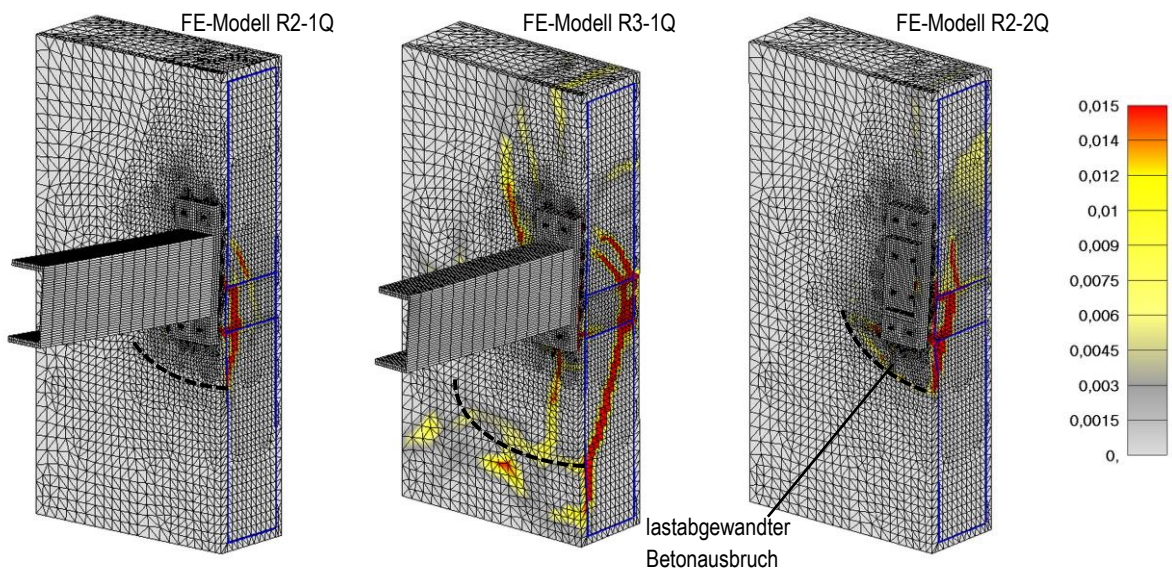 FE-Modell R2-1Q
FE-Modell R3-1Q
FE-Modell R2-2Q
0,015
0,014
0,012
0,01
0,009
0,0075
0,006
0,0045
0,003
0,0015
0,
lastabgewandter
Betonausbruch